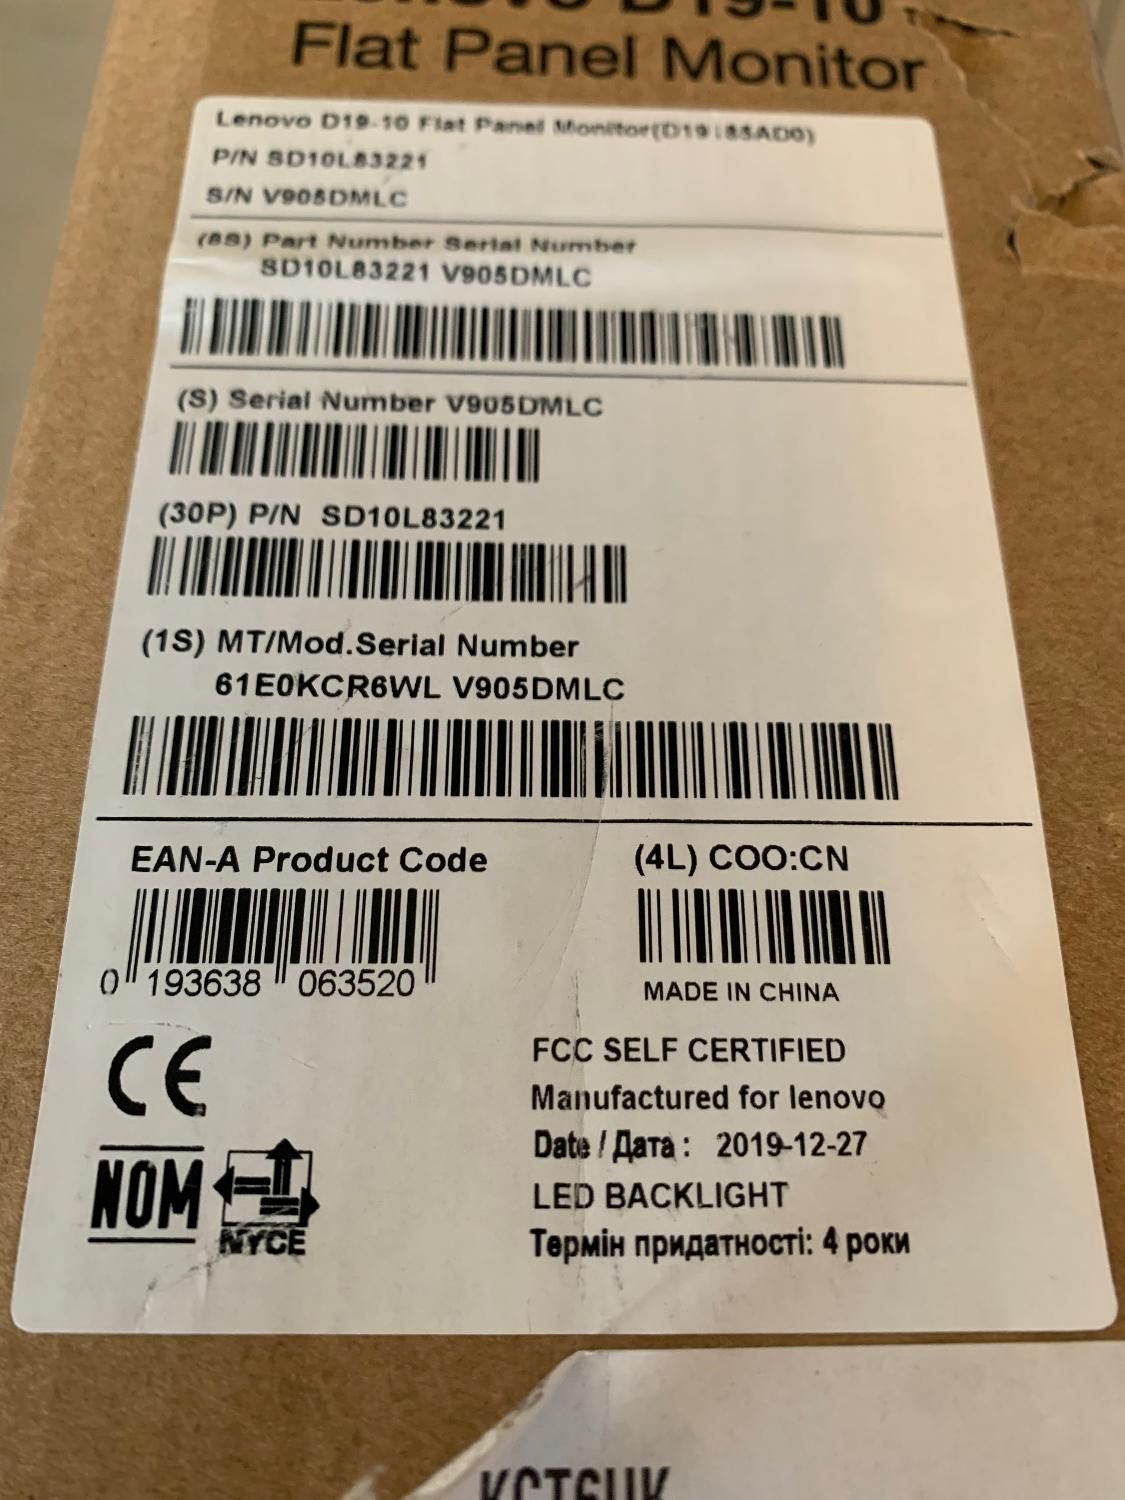 Lenovo D19-10
Flat Panel Monitor
Lenovo D19-10 Flat Panel Monitor(D19185AD0)
P/N SD10L83221
S/N V905DMLC
(8S) Part Number Serial Number
SD10L83221 V905DMLC
(S) Serial Number V905DMLC
(30P) P/N SD10L83221
(1S) MT/Mod.Serial Number
61E0KCR6WL V905DMLC
EAN-A Product Code
0 193638 063520
(4L) COO:CN
MADE IN CHINA
CE
NOM
NYCE
FCC SELF CERTIFIED
Manufactured for lenovo
Date / Дата : 2019-12-27
LED BACKLIGHT
Термін придатності: 4 роки